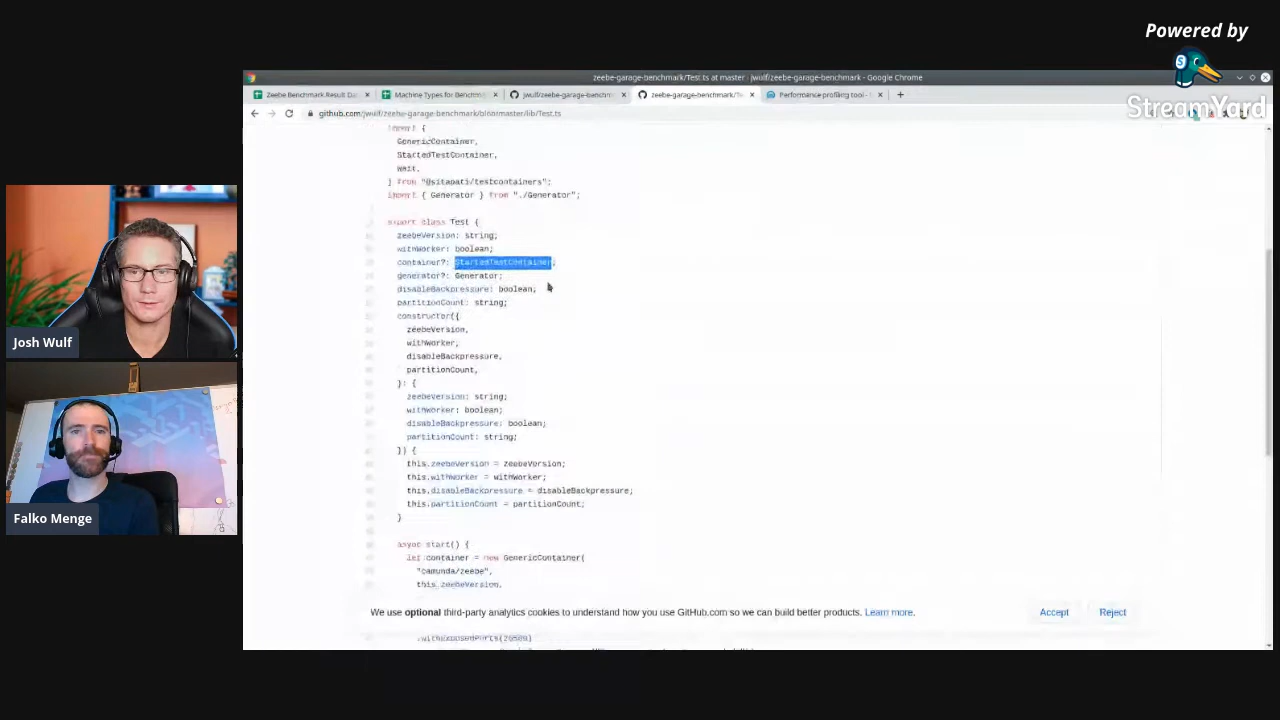 Powered by
StreamYard
zeebe-garage-benchmark/Test.ts at master · jwulf/zeebe-garage-benchmark - Google Chrome
Zeebe Benchmark Result Da
Machine Types for Benchm
jwulf/zeebe-garage-benchm
zeebe-garage-benchmark/Te
Performance profiling tool -
github.com/jwulf/zeebe-garage-benchmark/blob/master/lib/Test.ts
import {
GenericContainer,
StartedTestContainer,
Wait,
} from "@sitapati/testcontainers";
import { Generator } from "./Generator";
export class Test {
zeebeVersion: string;
withWorker: boolean;
container?: StartedTestContainer;
generator?: Generator;
disableBackpressure: boolean;
partitionCount: string;
constructor({
zeebeVersion,
withWorker,
disableBackpressure,
partitionCount,
}: {
zeebeVersion: string;
withWorker: boolean;
disableBackpressure: boolean;
partitionCount: string;
}) {
this.zeebeVersion = zeebeVersion;
this.withWorker = withWorker;
this.disableBackpressure = disableBackpressure;
this.partitionCount = partitionCount;
}
async start() {
let container = new GenericContainer(
"camunda/zeebe",
this.zeebeVersion,
We use optional third-party analytics cookies to understand how you use GitHub.com so we can build better products. Learn more.
Accept
Reject
.withExposedPorts(26500)
Josh Wulf
Falko Menge